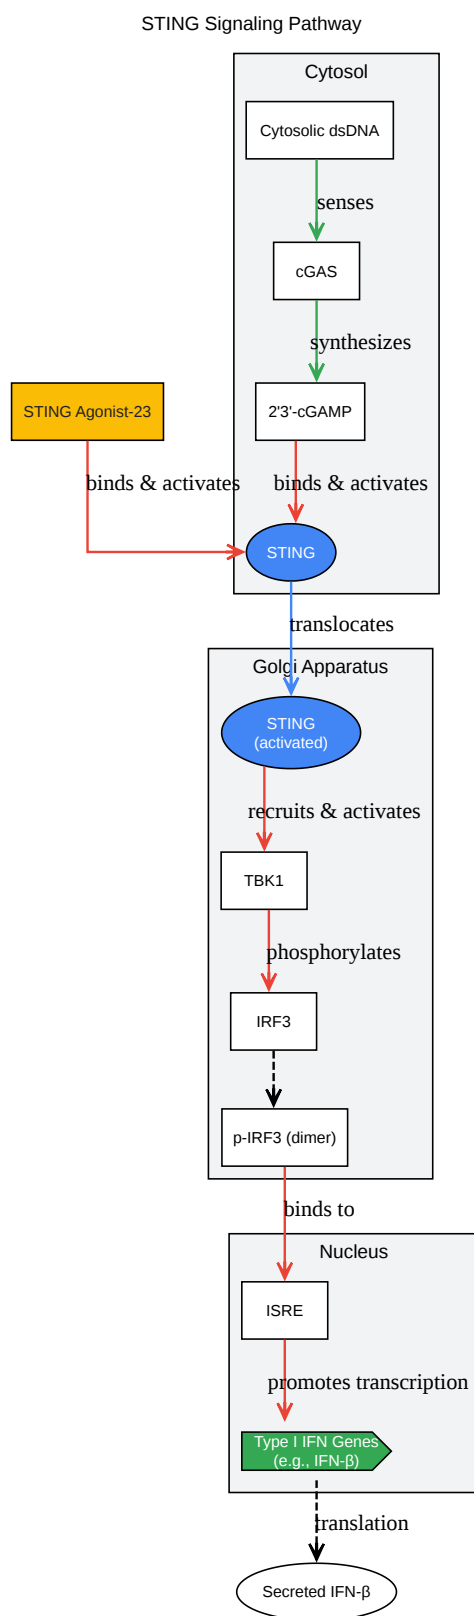 STING Signaling Pathway
Cytosol
Cytosolic dsDNA
senses
cGAS
synthesizes
STING Agonist-23
2'3'-cGAMP
binds & activates
binds & activates
STING
translocates
Golgi Apparatus
STING
(activated)
recruits & activates
TBK1
phosphorylates
IRF3
p-IRF3 (dimer)
binds to
Nucleus
ISRE
promotes transcription
Type I IFN Genes
(e.g., IFN-β)
translation
Secreted IFN-β